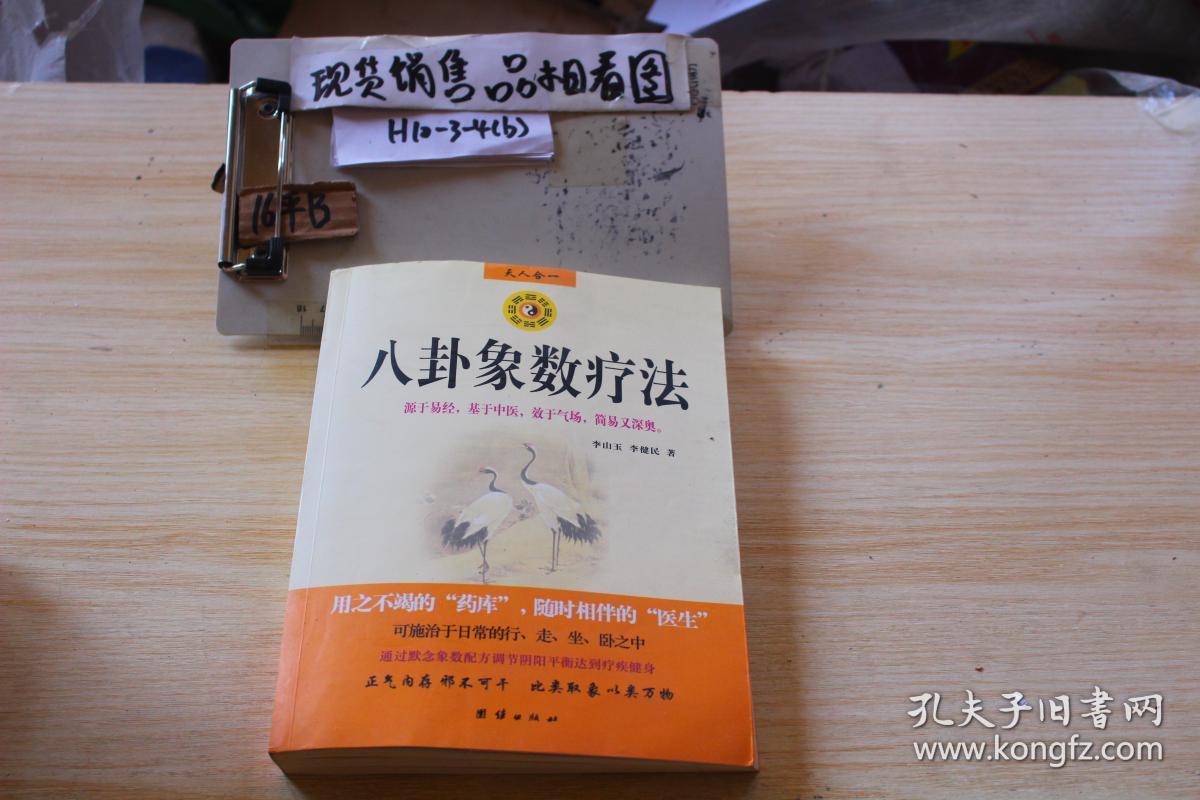 现货销售 品相看图
H10-3-4(b)
16平B
天人合一
八卦象数疗法
源于易经，基于中医，效于气场，简易又深奥。
李山玉 李健民 著
用之不竭的“药库”，随时相伴的“医生”
可施治于日常的行、走、坐、卧之中
通过默念象数配方调节阴阳平衡达到疗疾健身
正气内存 邪不可干 比类取象 以类万物
团结出版社
孔夫子旧书网
www.kongfz.com